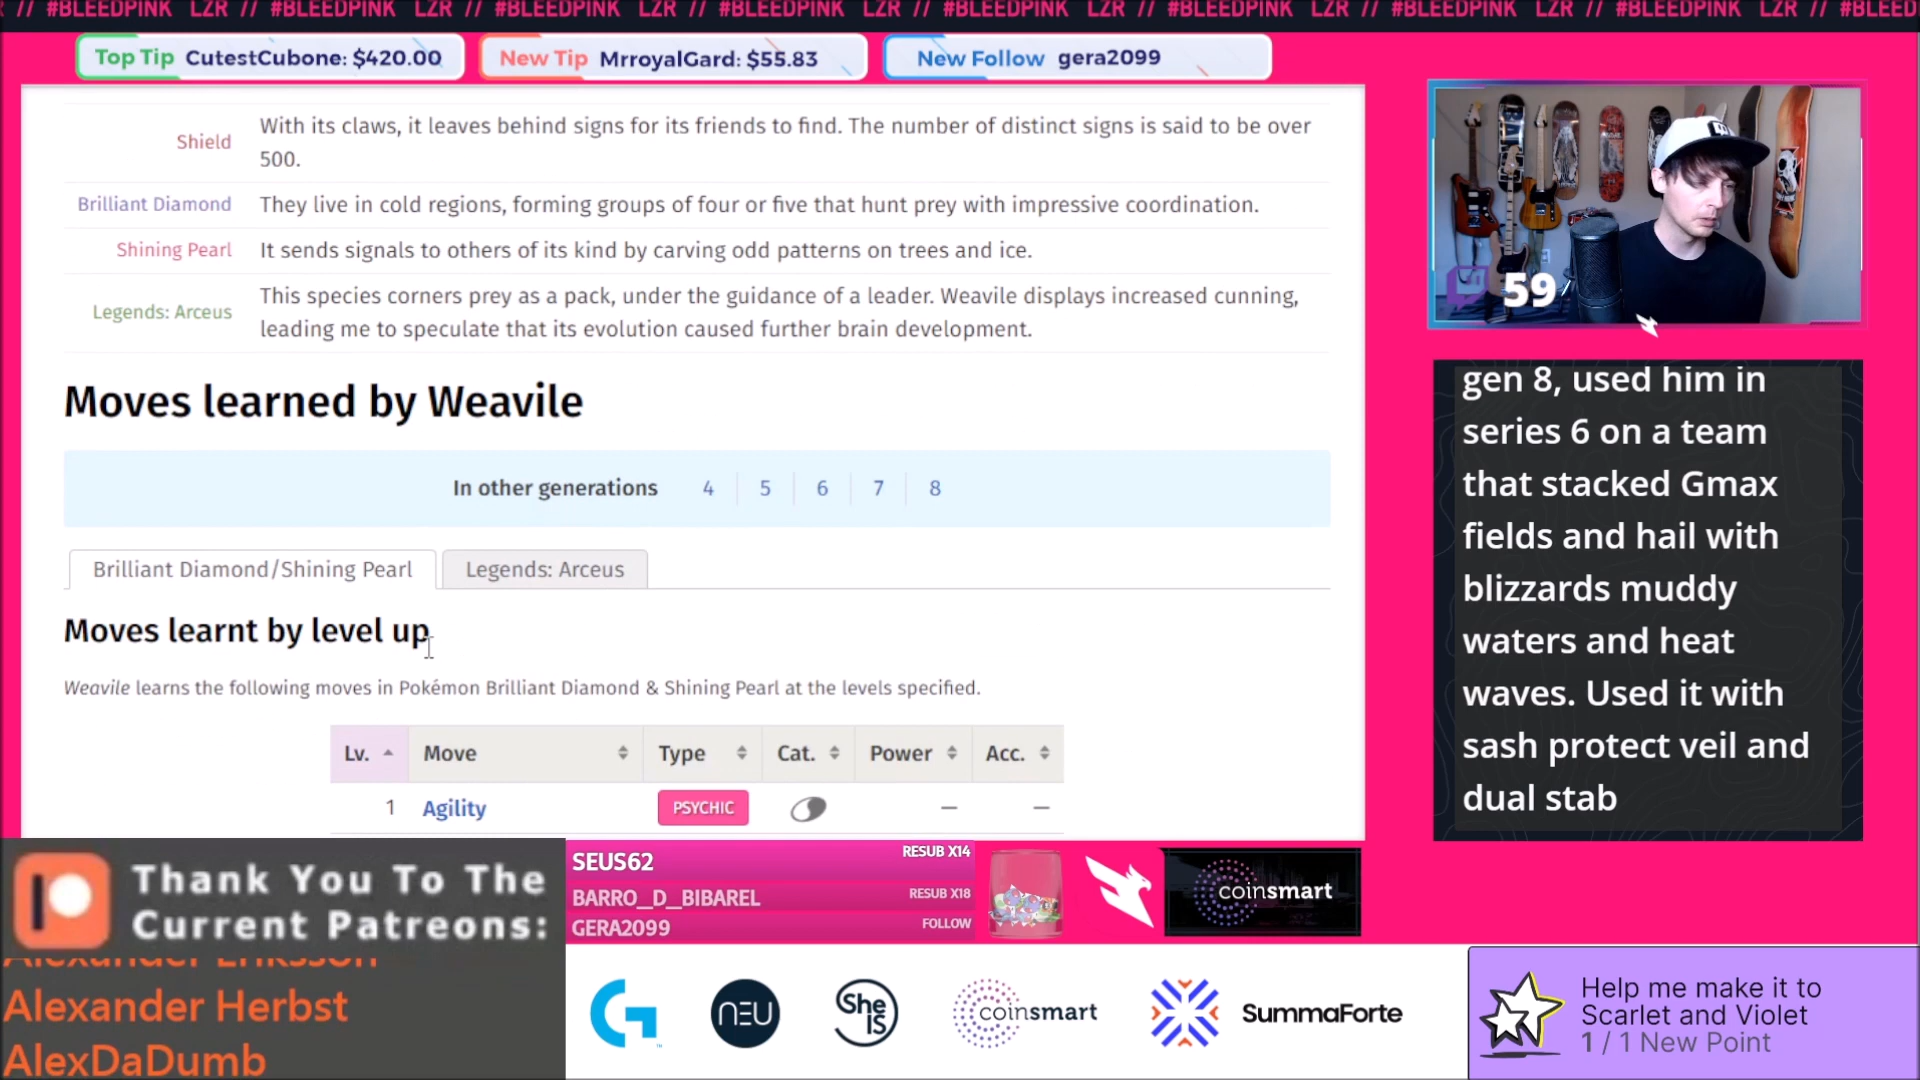 // #BLEEDPINK LZR // #BLEEDPINK LZR // #BLEEDPINK LZR // #BLEEDPINK LZR // #BLEEDPINK LZR // #BLEEDPINK LZR // #BLEEDPINK LZR // #BLEEDPINK LZR // #BLEED
Top Tip CutestCubone: $420.00
New Tip MrroyalGard: $55.83
New Follow gera2099
Shield
With its claws, it leaves behind signs for its friends to find. The number of distinct signs is said to be over
500.
Brilliant Diamond They live in cold regions, forming groups of four or five that hunt prey with impressive coordination.
Shining Pearl It sends signals to others of its kind by carving odd patterns on trees and ice.
Legends: Arceus
This species corners prey as a pack, under the guidance of a leader. Weavile displays increased cunning,
leading me to speculate that its evolution caused further brain development.
Moves learned by Weavile
In other generations 4 5 6 7 8
Brilliant Diamond/Shining Pearl Legends: Arceus
Moves learnt by level up
Weavile learns the following moves in Pokémon Brilliant Diamond & Shining Pearl at the levels specified.
Lv. Move Type Cat. Power Acc.
1 Agility PSYCHIC — —
59
gen 8, used him in
series 6 on a team
that stacked Gmax
fields and hail with
blizzards muddy
waters and heat
waves. Used it with
sash protect veil and
dual stab
Thank You To The
Current Patreons:
Alexander Eriksson
Alexander Herbst
AlexDaDumb
SEUS62 RESUB X14
BARRO_D_BIBAREL RESUB X18
GERA2099 FOLLOW
coinsmart
G
NEU
She
IS
coinsmart
SummaForte
Help me make it to
Scarlet and Violet
1 / 1 New Point